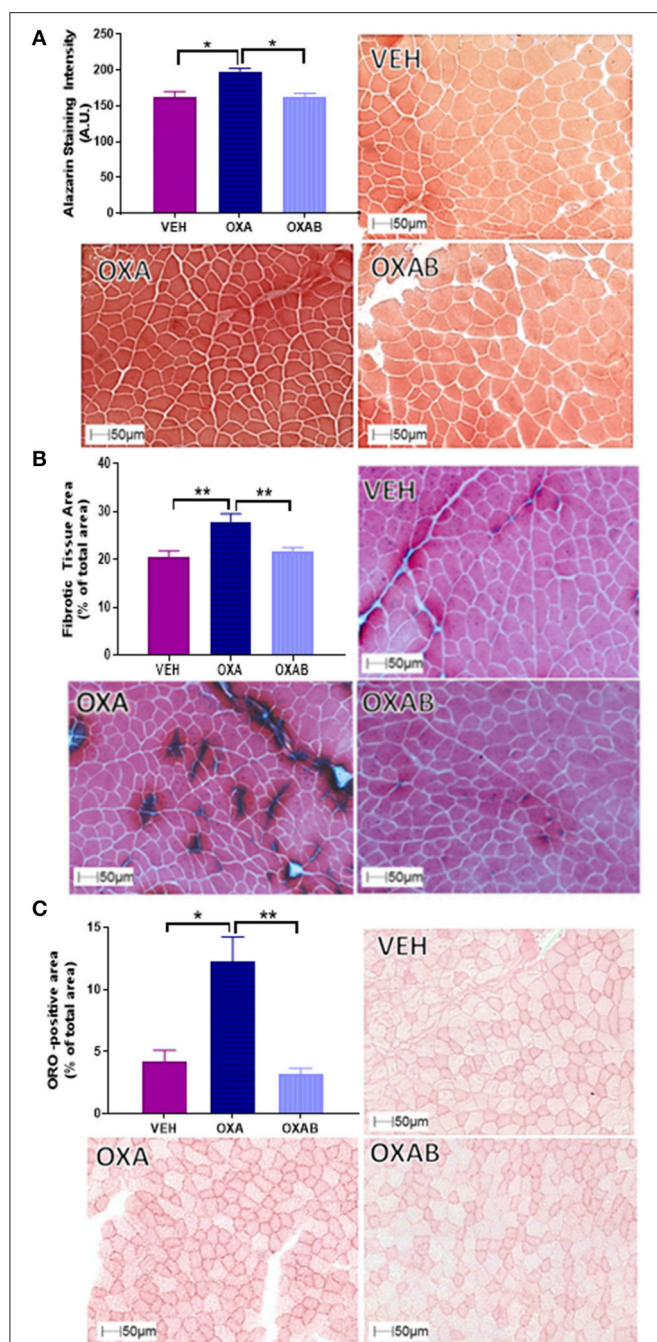 A
Alazarin Staining Intensity
(A.U.)
250
200
150
100
50
0
* *
VEH OXA OXAB
VEH
50µm
OXA
50µm
OXAB
50µm
B
Fibrotic Tissue Area
(% of total area)
40
30
20
10
0
** **
VEH OXA OXAB
VEH
50µm
OXA
50µm
OXAB
50µm
C
ORO -positive area
(% of total area)
15
10
5
0
* **
VEH OXA OXAB
VEH
50µm
OXA
50µm
OXAB
50µm